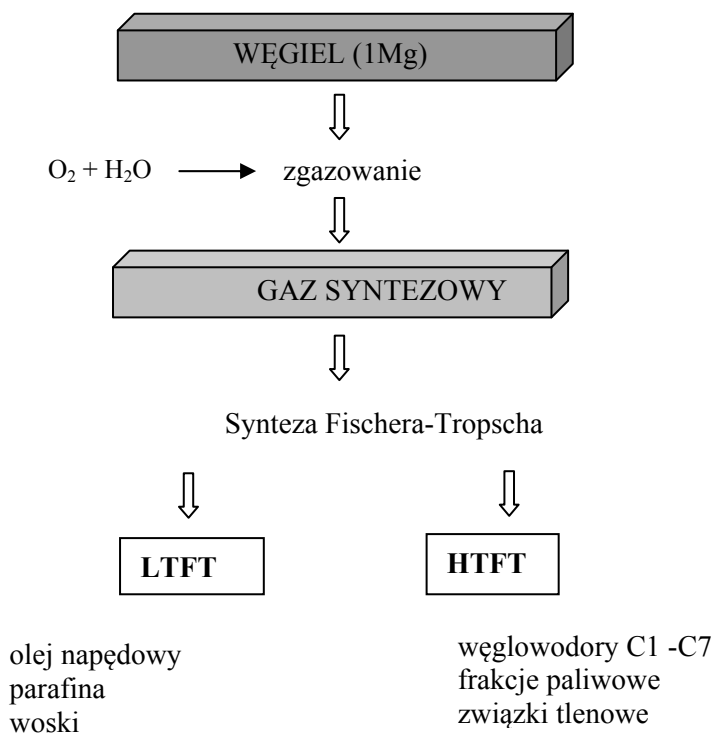 WĘGIEL (1Mg)
O₂ + H₂O
zgazowanie
GAZ SYNTEZOWY
Synteza Fischera-Tropscha
LTFT
HTFT
olej napędowy
parafina
woski
węglowodory C1 -C7
frakcje paliwowe
związki tlenowe